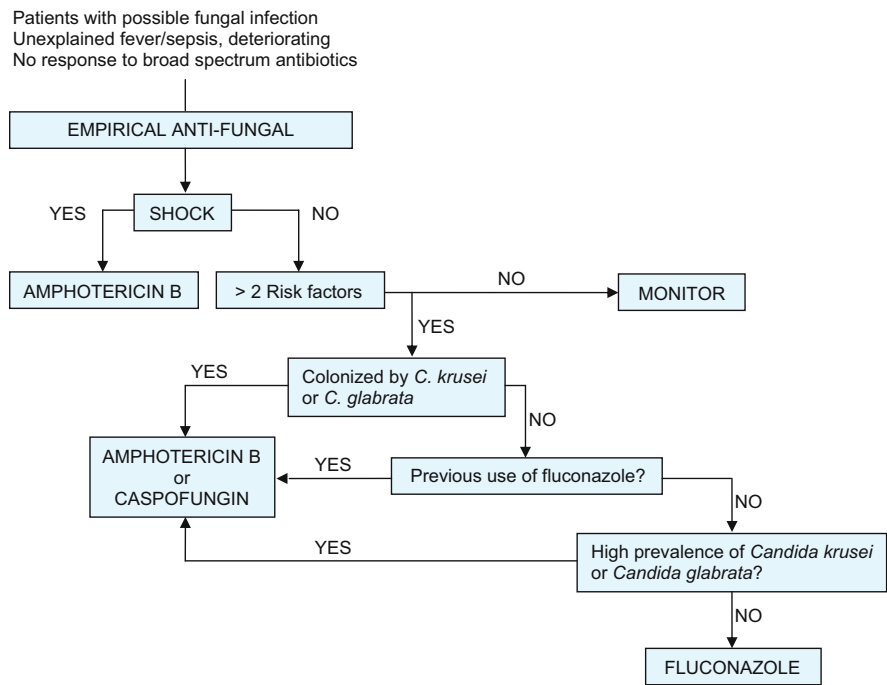 Patients with possible fungal infection
Unexplained fever/sepsis, deteriorating
No response to broad spectrum antibiotics
EMPIRICAL ANTI-FUNGAL
YES
SHOCK
NO
AMPHOTERICIN B
> 2 Risk factors
NO
MONITOR
YES
YES
Colonized by C. krusei
or C. glabrata
NO
AMPHOTERICIN B
or
CASPOFUNGIN
YES
Previous use of fluconazole?
NO
YES
High prevalence of Candida krusei
or Candida glabrata?
NO
FLUCONAZOLE